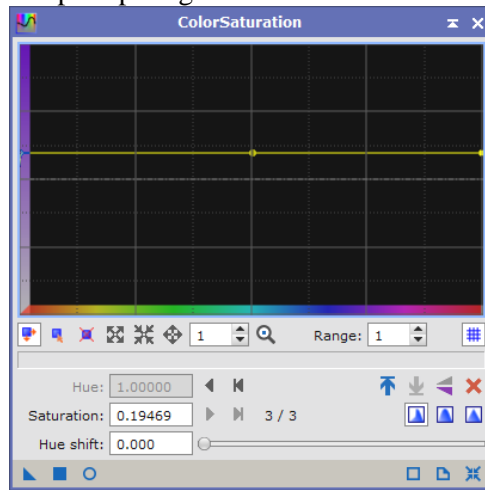 ColorSaturation
1 Range: 1
Hue: 1.00000
Saturation: 0.19469 3 / 3
Hue shift: 0.000